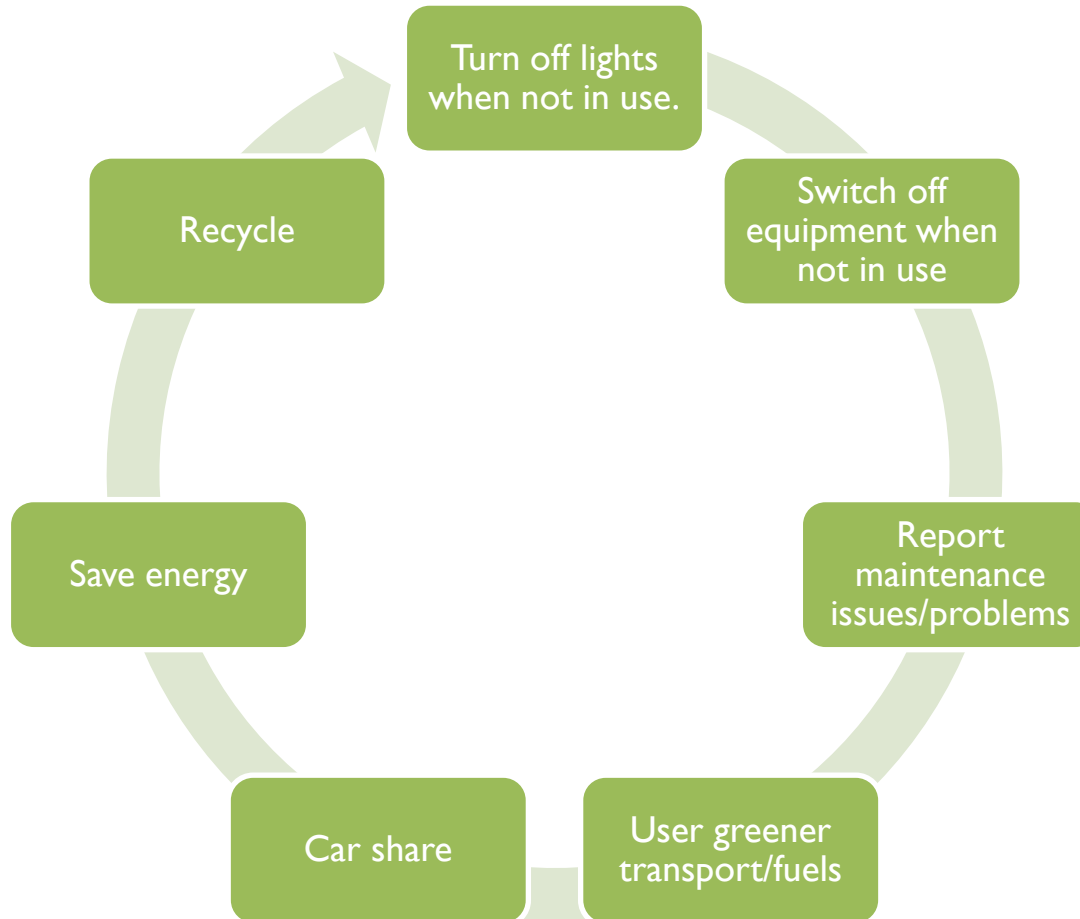 Turn off lights
when not in use.
Switch off
equipment when
not in use
Report
maintenance
issues/problems
User greener
transport/fuels
Car share
Save energy
Recycle